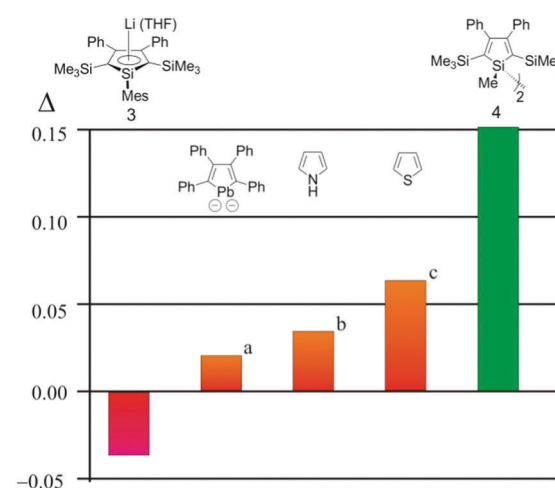 Li (THF)
Ph
Ph
Me3Si
Si
SiMe3
Mes
3
Ph
Ph
Me3Si
Si
SiMe3
Me
2
4
Δ
0.15
Ph
Ph
Ph
Pb
Ph
N
H
S
0.10
0.05
c
b
a
0.00
−0.05